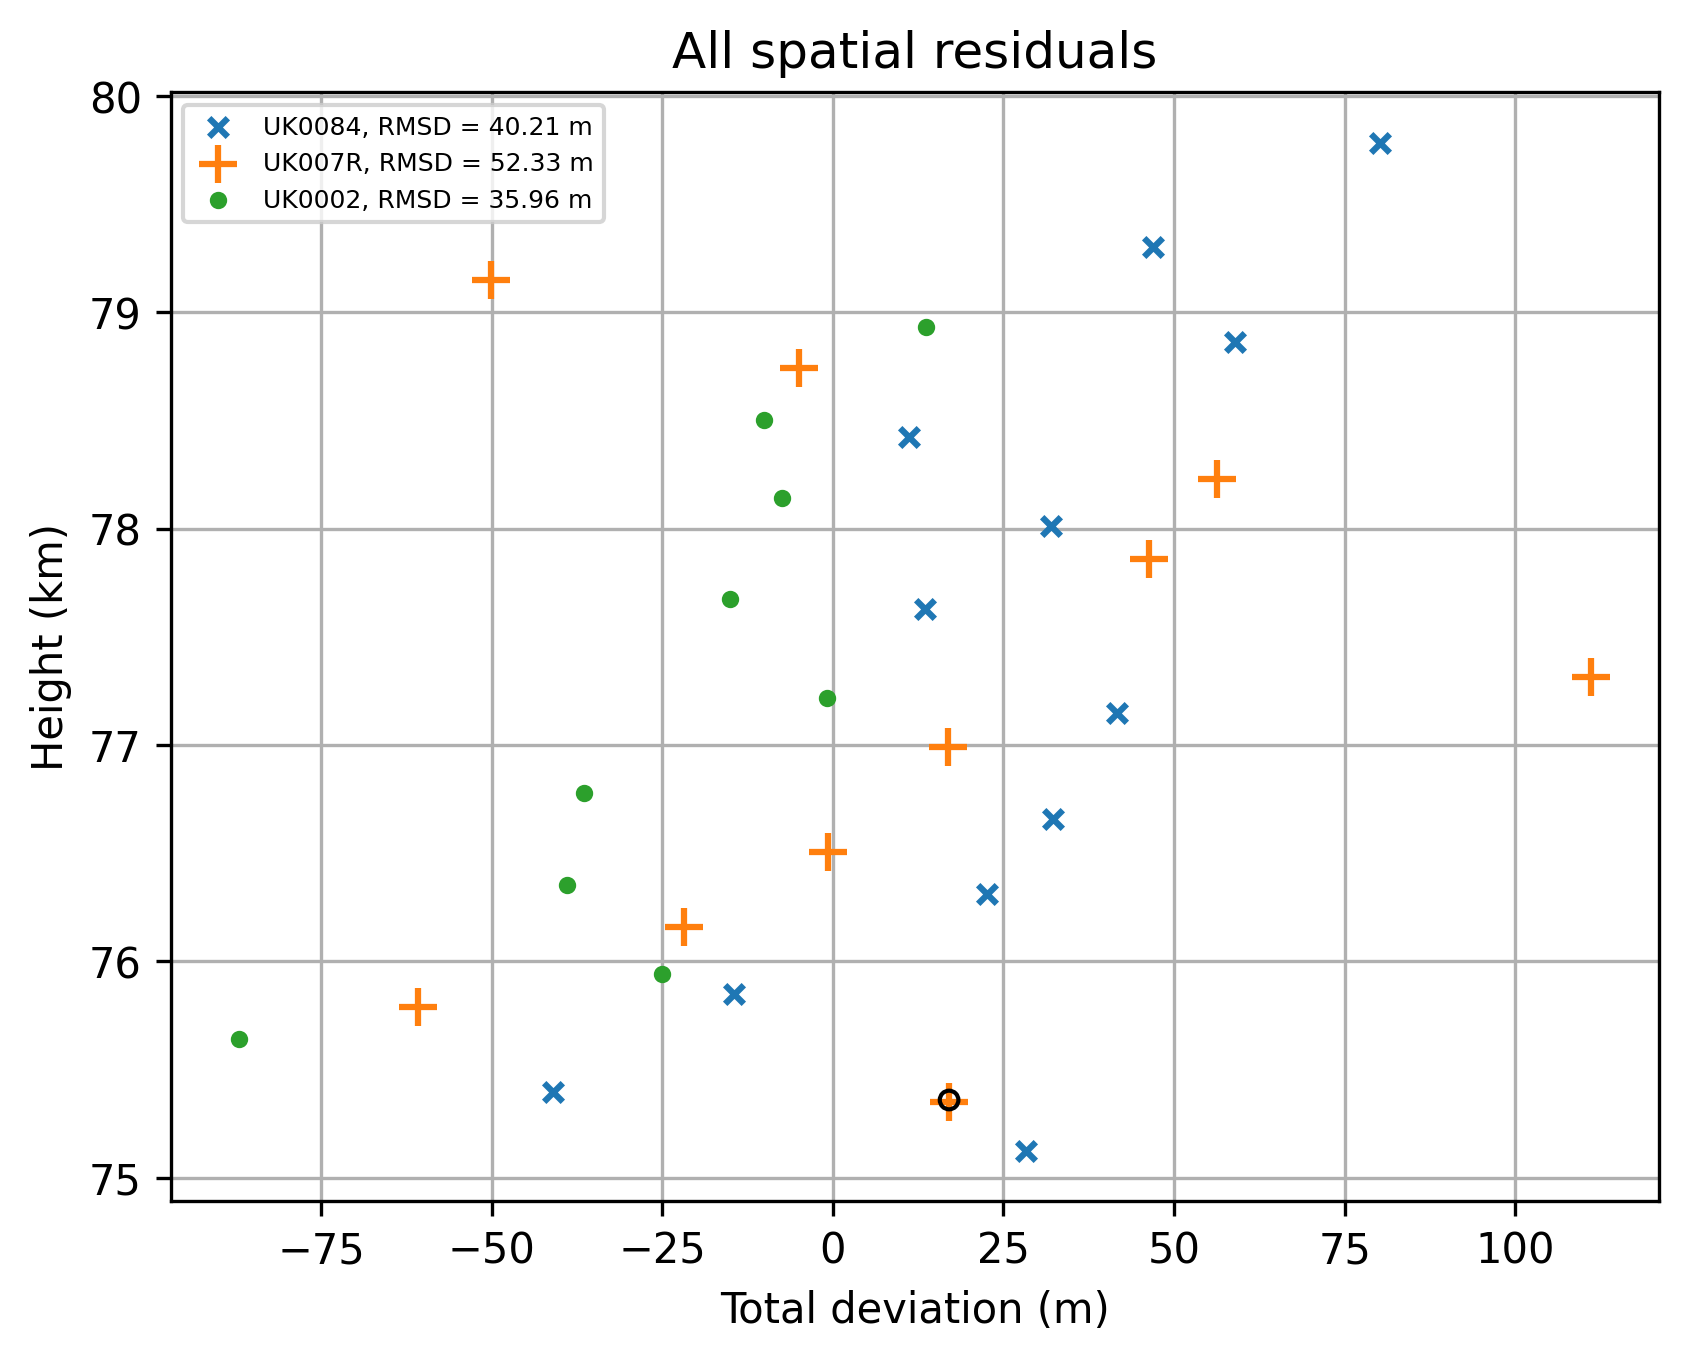 All spatial residuals
UK0084, RMSD = 40.21 m
UK007R, RMSD = 52.33 m
UK0002, RMSD = 35.96 m
80
79
78
77
76
75
Height (km)
−75 −50 −25 0 25 50 75 100
Total deviation (m)